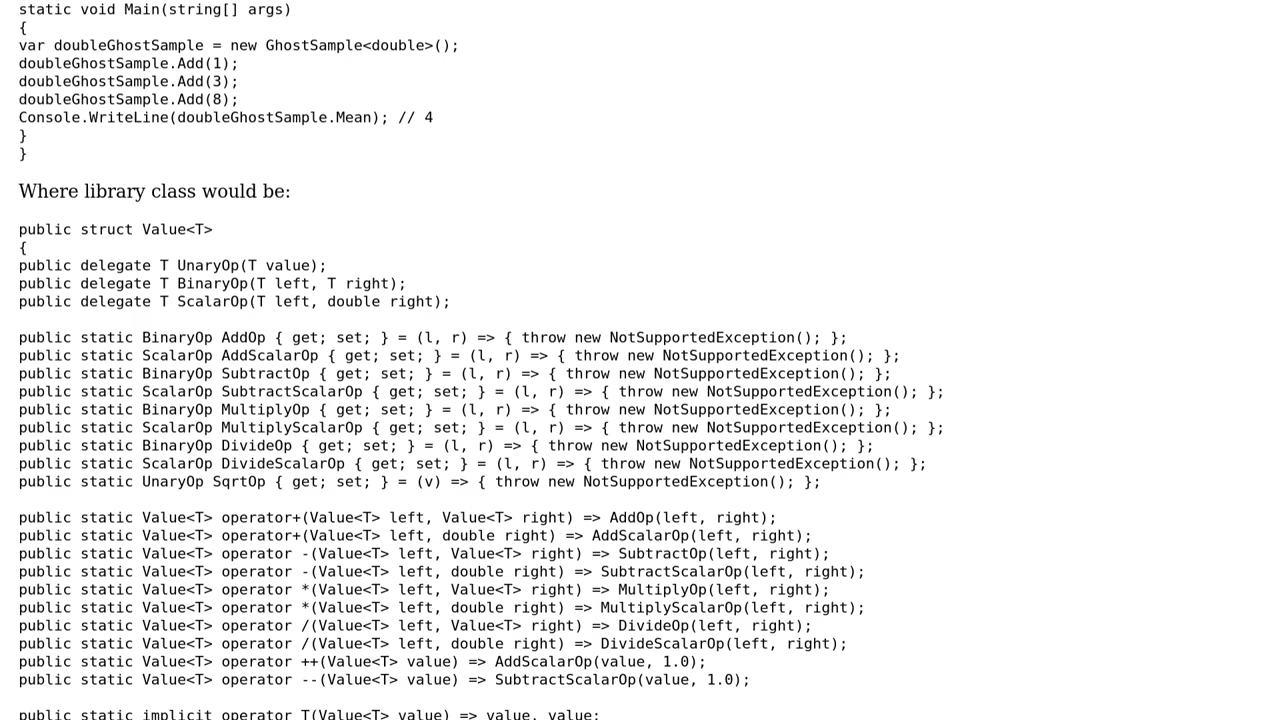 static void Main(string[] args)
{
var doubleGhostSample = new GhostSample<double>();
doubleGhostSample.Add(1);
doubleGhostSample.Add(3);
doubleGhostSample.Add(8);
Console.WriteLine(doubleGhostSample.Mean); // 4
}
}
Where library class would be:
public struct Value<T>
{
public delegate T UnaryOp(T value);
public delegate T BinaryOp(T left, T right);
public delegate T ScalarOp(T left, double right);
public static BinaryOp AddOp { get; set; } = (l, r) => { throw new NotSupportedException(); };
public static ScalarOp AddScalarOp { get; set; } = (l, r) => { throw new NotSupportedException(); };
public static BinaryOp SubtractOp { get; set; } = (l, r) => { throw new NotSupportedException(); };
public static ScalarOp SubtractScalarOp { get; set; } = (l, r) => { throw new NotSupportedException(); };
public static BinaryOp MultiplyOp { get; set; } = (l, r) => { throw new NotSupportedException(); };
public static ScalarOp MultiplyScalarOp { get; set; } = (l, r) => { throw new NotSupportedException(); };
public static BinaryOp DivideOp { get; set; } = (l, r) => { throw new NotSupportedException(); };
public static ScalarOp DivideScalarOp { get; set; } = (l, r) => { throw new NotSupportedException(); };
public static UnaryOp SqrtOp { get; set; } = (v) => { throw new NotSupportedException(); };
public static Value<T> operator+(Value<T> left, Value<T> right) => AddOp(left, right);
public static Value<T> operator+(Value<T> left, double right) => AddScalarOp(left, right);
public static Value<T> operator -(Value<T> left, Value<T> right) => SubtractOp(left, right);
public static Value<T> operator -(Value<T> left, double right) => SubtractScalarOp(left, right);
public static Value<T> operator *(Value<T> left, Value<T> right) => MultiplyOp(left, right);
public static Value<T> operator *(Value<T> left, double right) => MultiplyScalarOp(left, right);
public static Value<T> operator /(Value<T> left, Value<T> right) => DivideOp(left, right);
public static Value<T> operator /(Value<T> left, double right) => DivideScalarOp(left, right);
public static Value<T> operator ++(Value<T> value) => AddScalarOp(value, 1.0);
public static Value<T> operator --(Value<T> value) => SubtractScalarOp(value, 1.0);
public static implicit operator T(Value<T> value) => value. value;